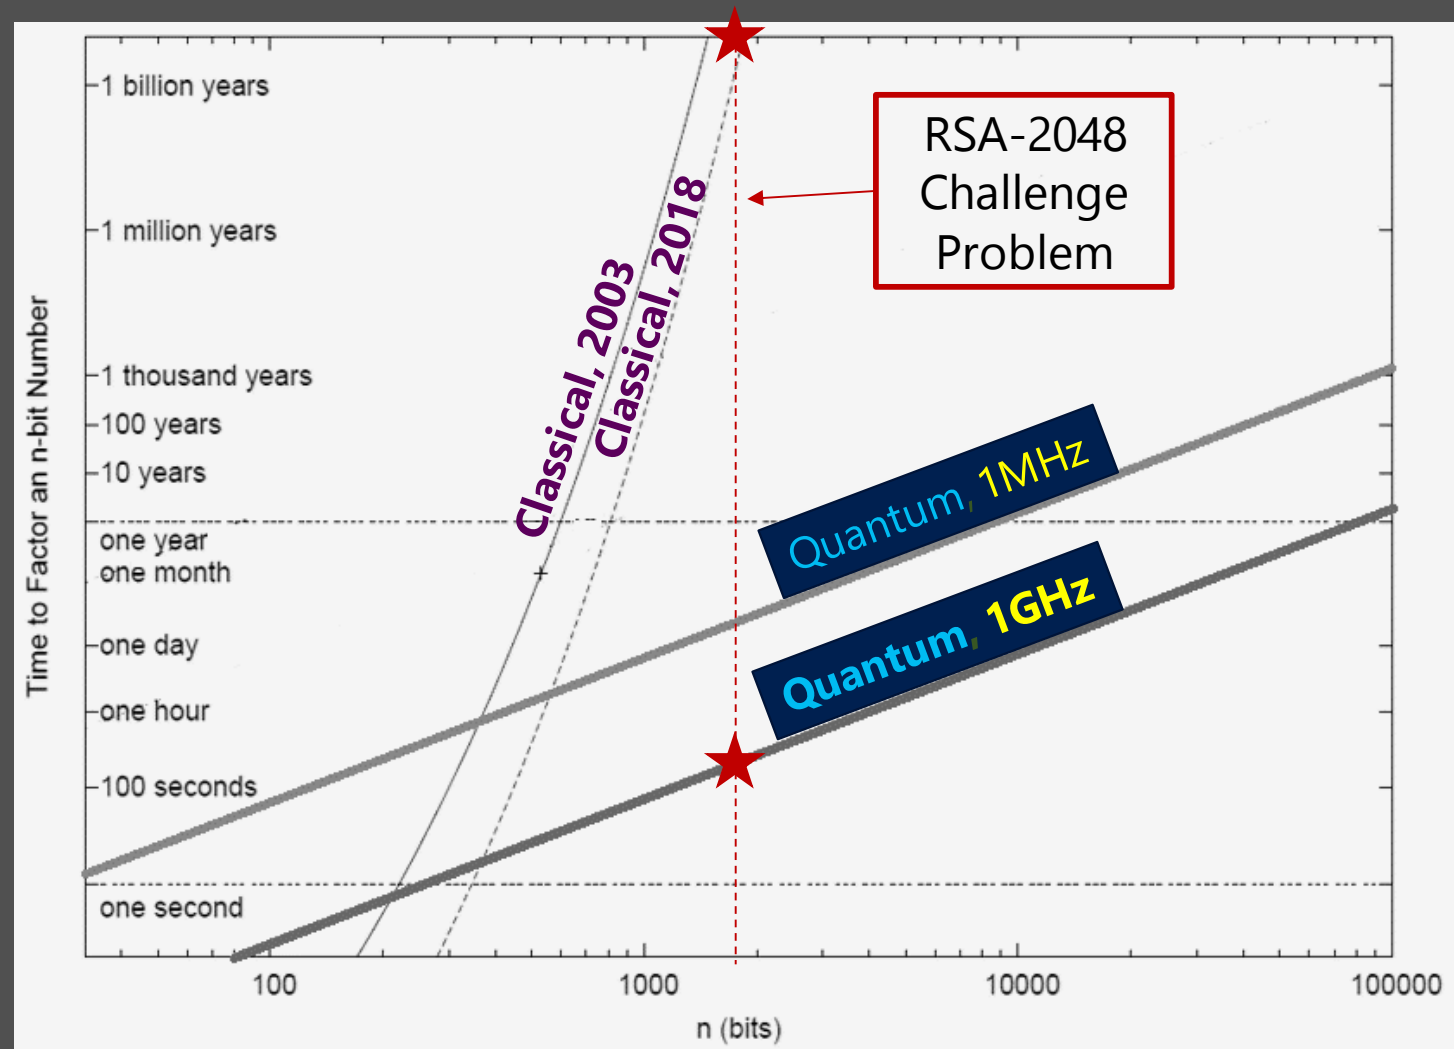 1 billion years
1 million years
1 thousand years
100 years
10 years
one year
one month
one day
one hour
100 seconds
one second
Time to Factor an n-bit Number
Classical, 2003
Classical, 2018
RSA-2048
Challenge
Problem
Quantum, 1MHz
Quantum, 1GHz
100
1000
10000
100000
n (bits)